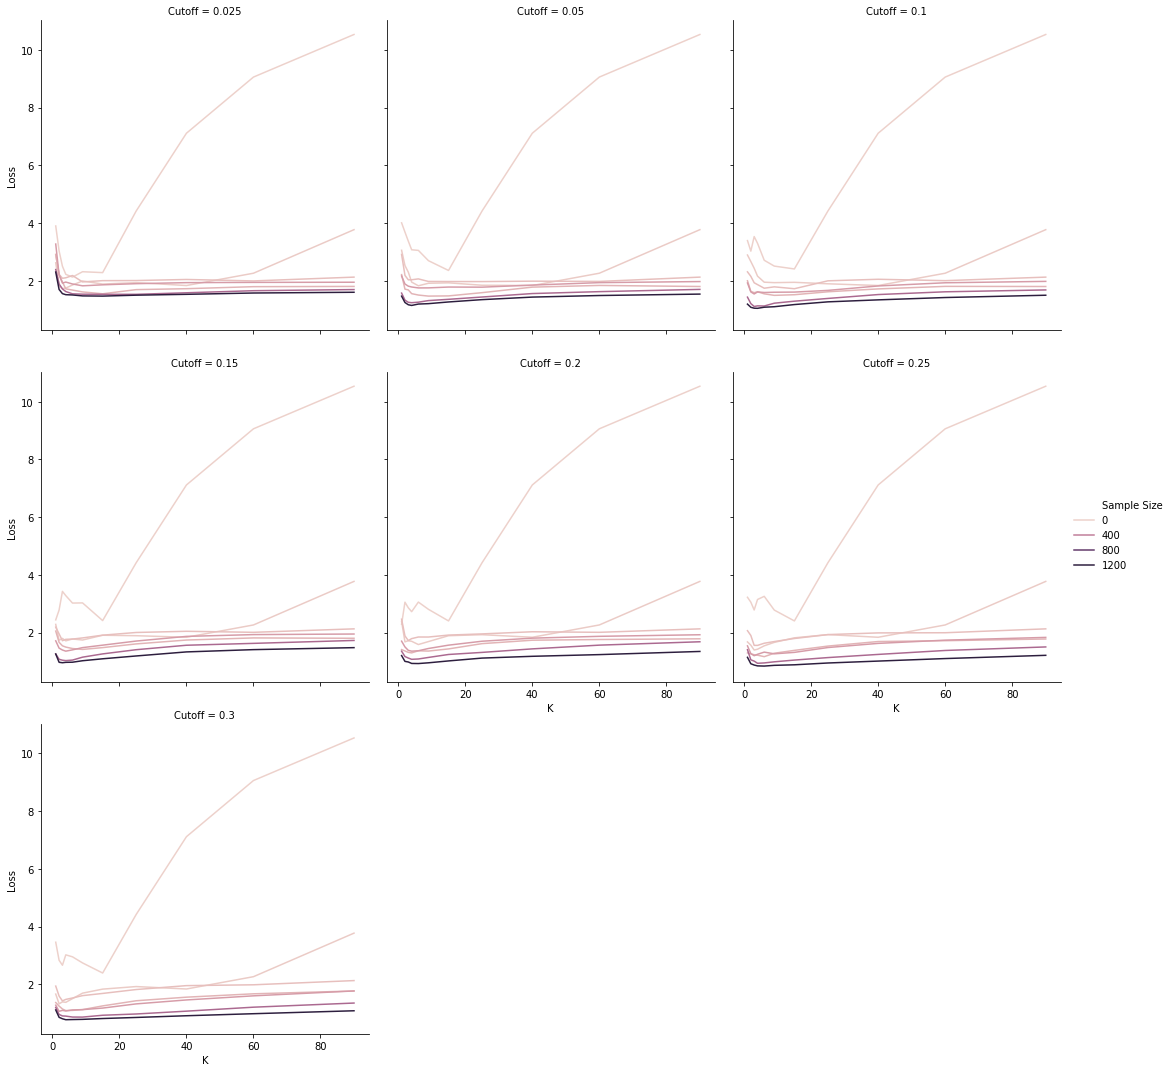 Cutoff = 0.025
Cutoff = 0.05
Cutoff = 0.1
10
8
6
4
2
Loss
Cutoff = 0.15
Cutoff = 0.2
Cutoff = 0.25
10
8
6
4
2
Loss
0 20 40 60 80
K
0 20 40 60 80
K
Sample Size
0
400
800
1200
Cutoff = 0.3
10
8
6
4
2
Loss
0 20 40 60 80
K